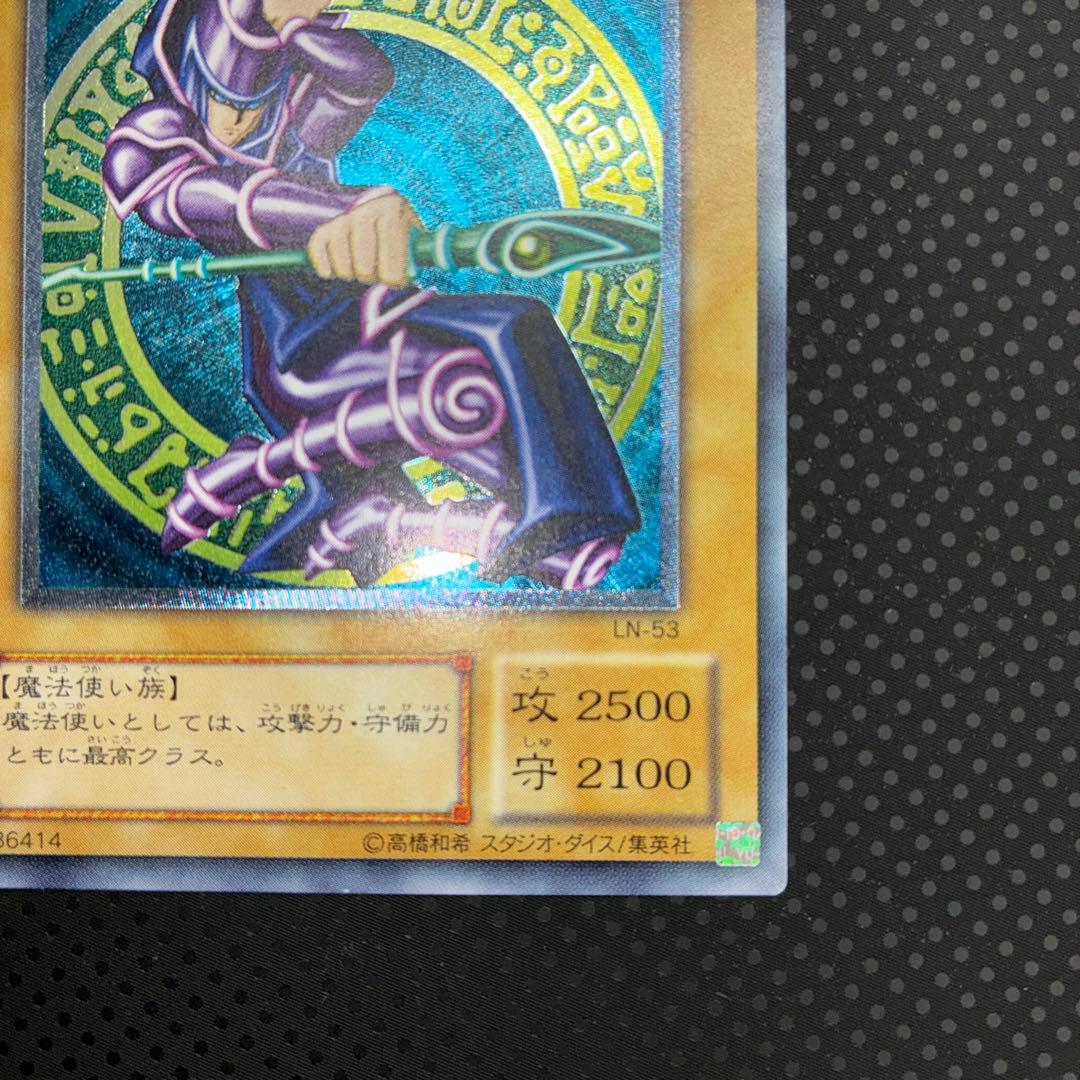 LN-53
【魔法使い族】
魔法使いとしては、攻撃力・守備力
ともに最高クラス。
攻 2500
守 2100
36414
©高橋和希 スタジオ・ダイス/集英社